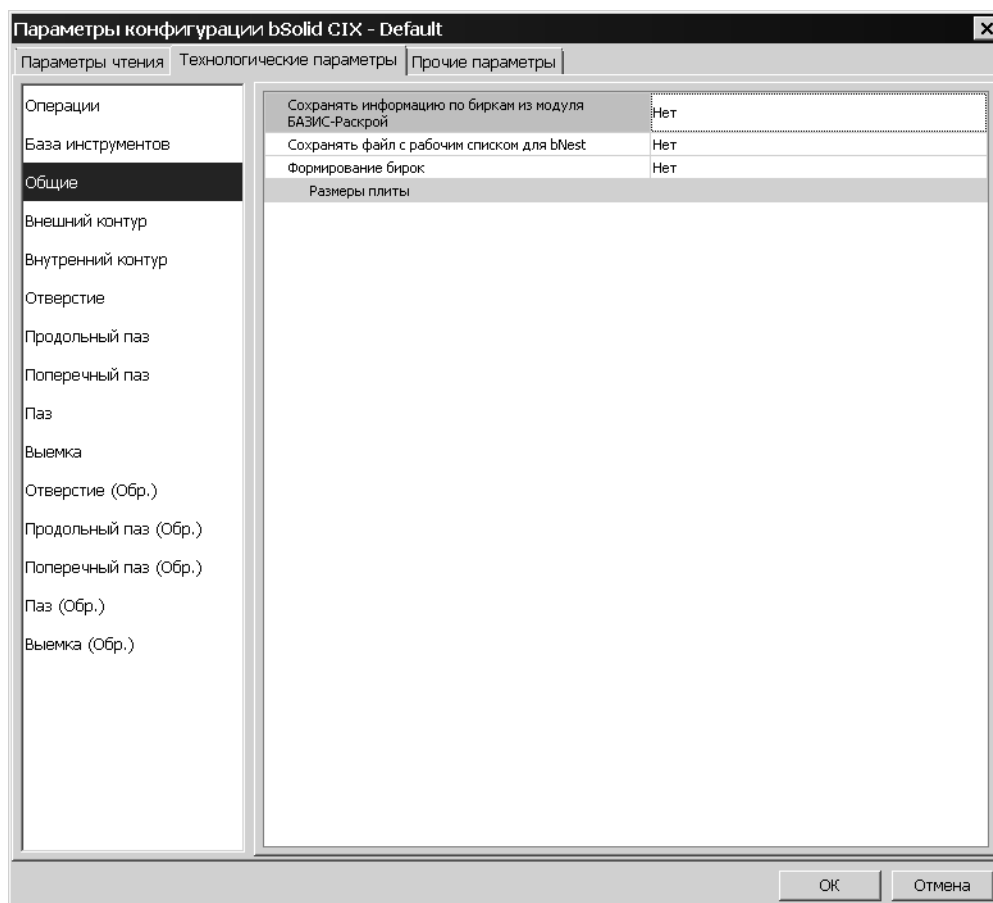 Параметры конфигурации bSolid CIX - Default
Параметры чтения Технологические параметры Прочие параметры
Операции
База инструментов
Общие
Внешний контур
Внутренний контур
Отверстие
Продольный паз
Поперечный паз
Паз
Выемка
Отверстие (Обр.)
Продольный паз (Обр.)
Поперечный паз (Обр.)
Паз (Обр.)
Выемка (Обр.)
Сохранять информацию по биркам из модуля
БАЗИС-Раскрой
Нет
Сохранять файл с рабочим списком для bNest Нет
Формирование бирок Нет
Размеры плиты
ОК Отмена